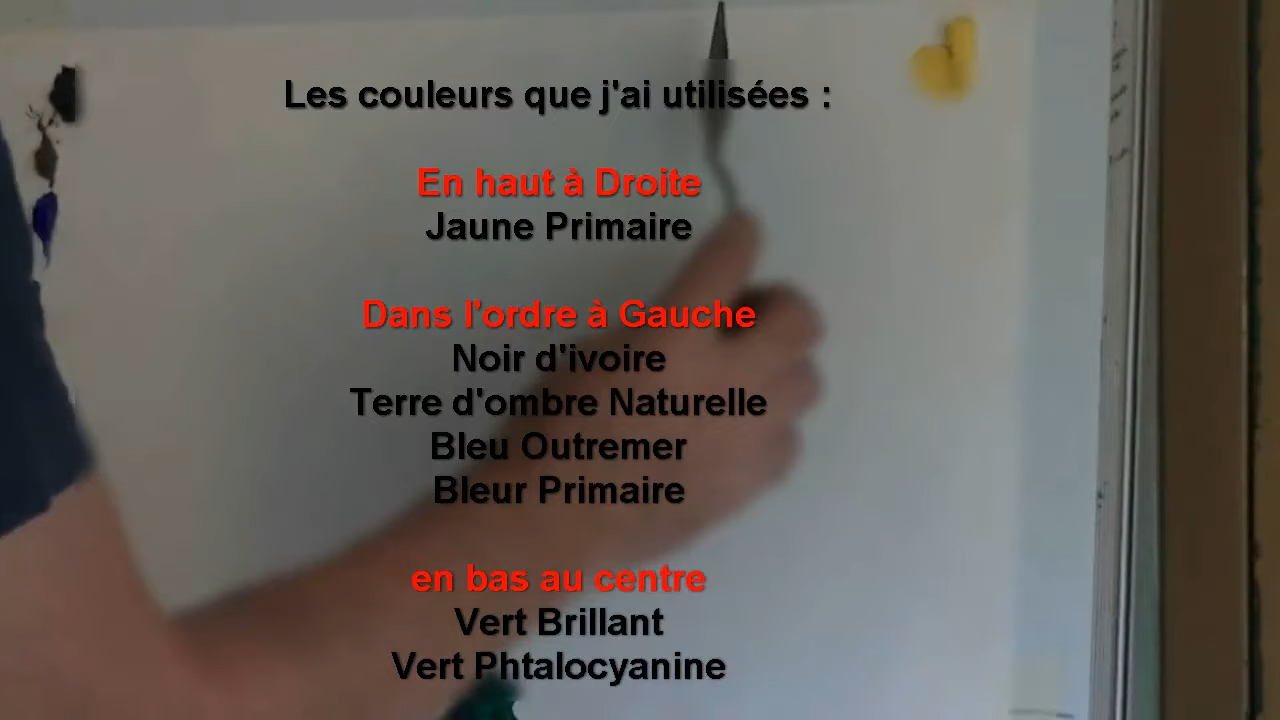 Les couleurs que j'ai utilisées :
En haut à Droite
Jaune Primaire
Dans l'ordre à Gauche
Noir d'ivoire
Terre d'ombre Naturelle
Bleu Outremer
Bleur Primaire
en bas au centre
Vert Brillant
Vert Phtalocyanine